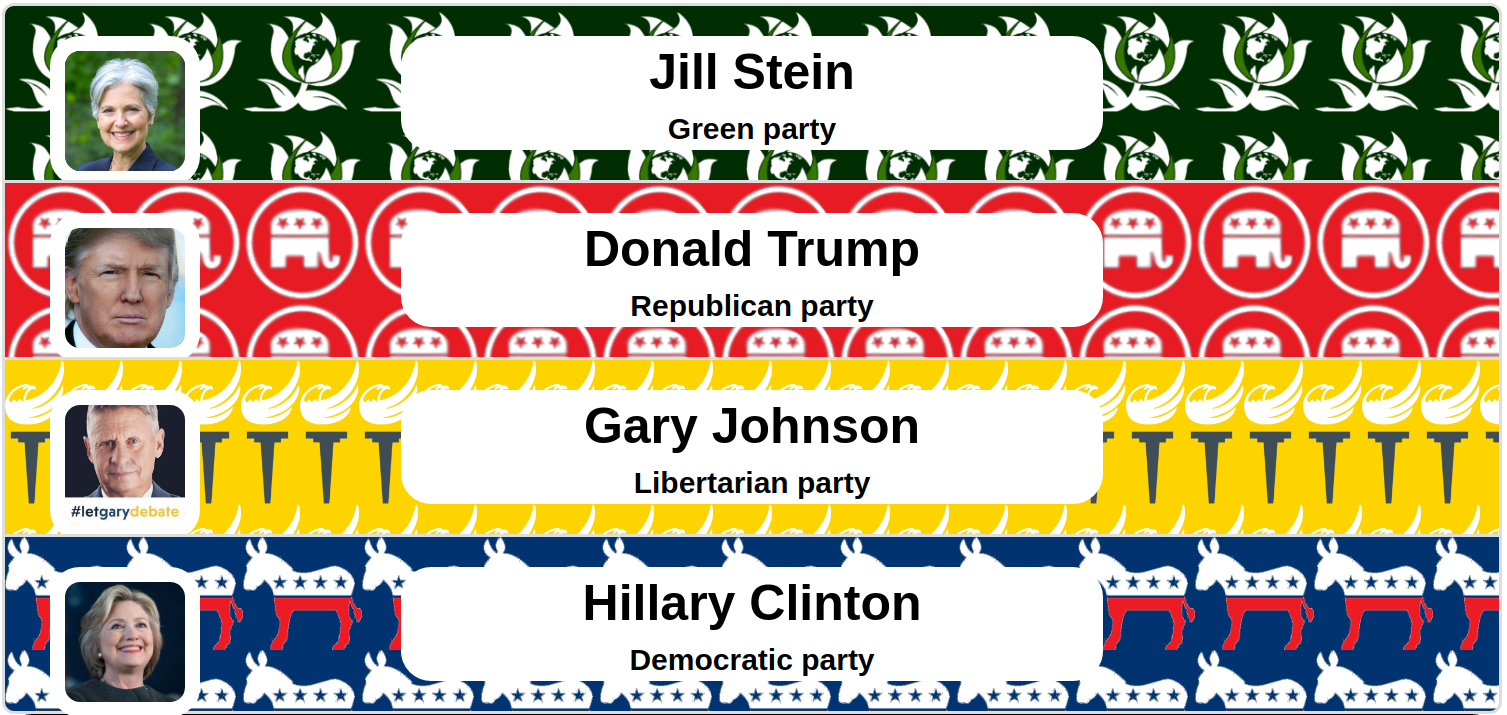 Jill Stein
Green party
Donald Trump
Republican party
Gary Johnson
Libertarian party
#letgarydebate
Hillary Clinton
Democratic party